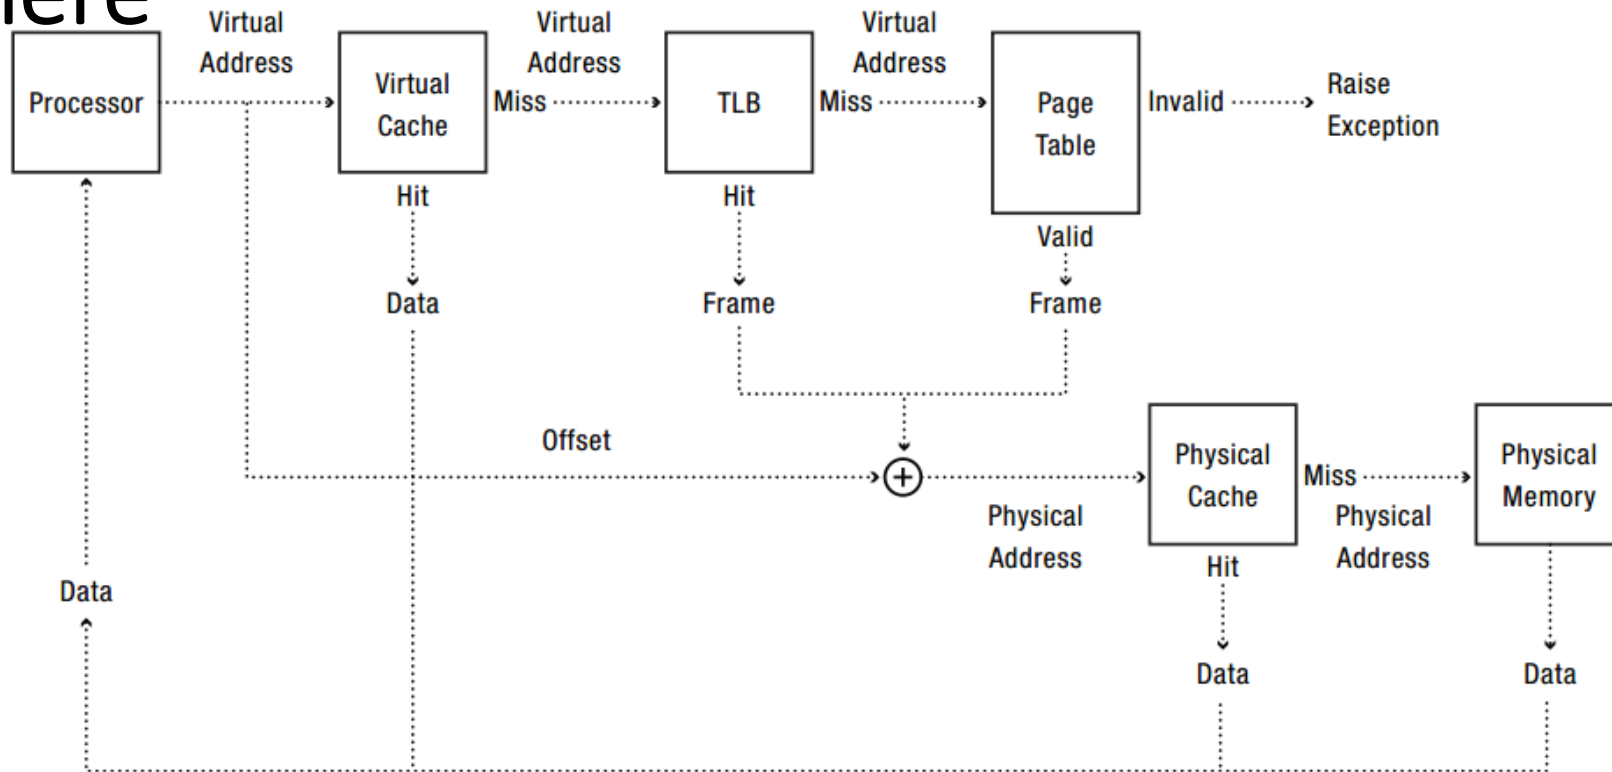 Virtual
Address
Virtual
Address
Virtual
Address
Processor
Virtual
Cache
Miss
TLB
Miss
Page
Table
Invalid
Raise
Exception
Hit
Hit
Valid
Data
Frame
Frame
Offset
+
Physical
Address
Physical
Cache
Miss
Physical
Address
Physical
Memory
Hit
Data
Data
Data